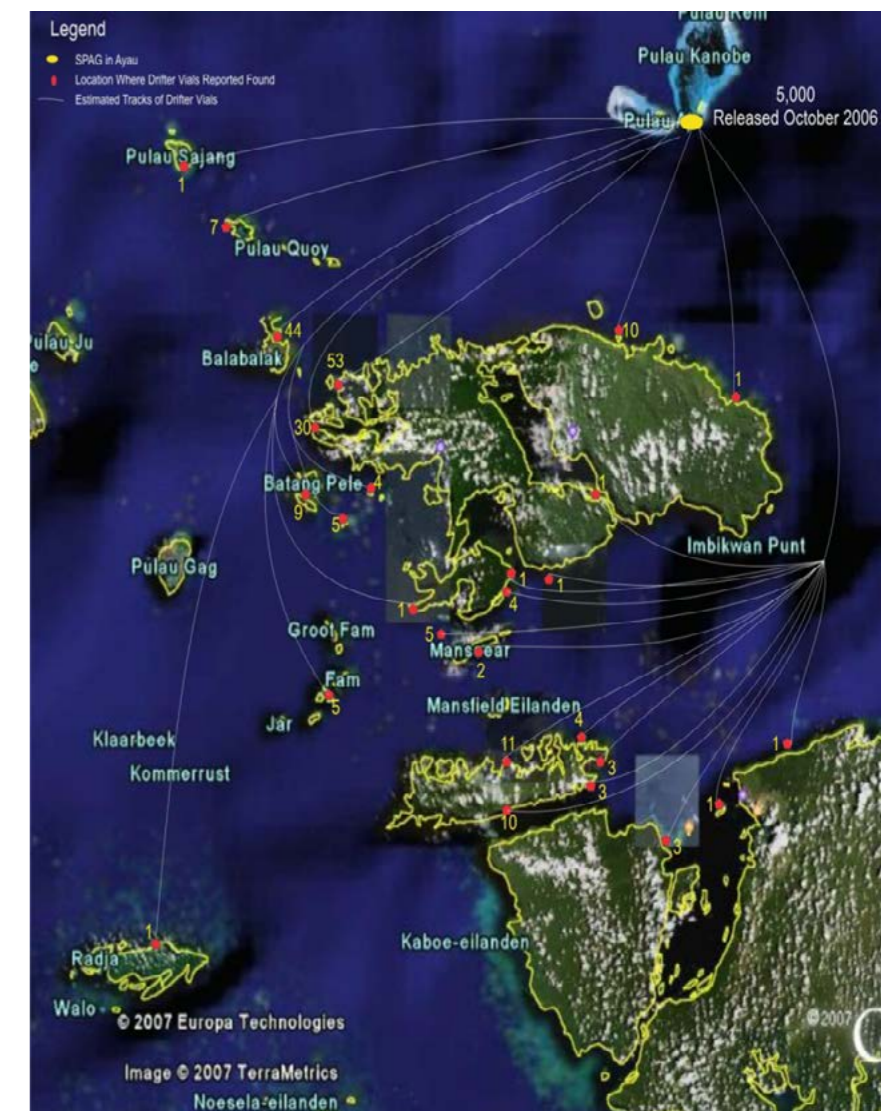 Legend
SPAG in Ayau
Location Where Drifter Vials Reported Found
Estimated Tracks of Drifter Vials
Pulau Kanobe
5,000
Pulau
Released October 2006
Pulau Sajang
1
7
Pulau Quoy
44
10
Pulau Ju
Balabalak
e
53
1
30
Batang Pele
4
1
9
5
Imbikwan Punt
Pulau Gag
1
1
4
1
Groot Fam
5
2
Fam
5
Mansfield Eilanden
Jar
4
Klaarbeek
11
3
1
Kommerrust
3
1
10
3
Kaboe-eilanden
1
Radja
Walo
© 2007 Europa Technologies
©2007
Image © 2007 TerraMetrics
Noesela-eilanden